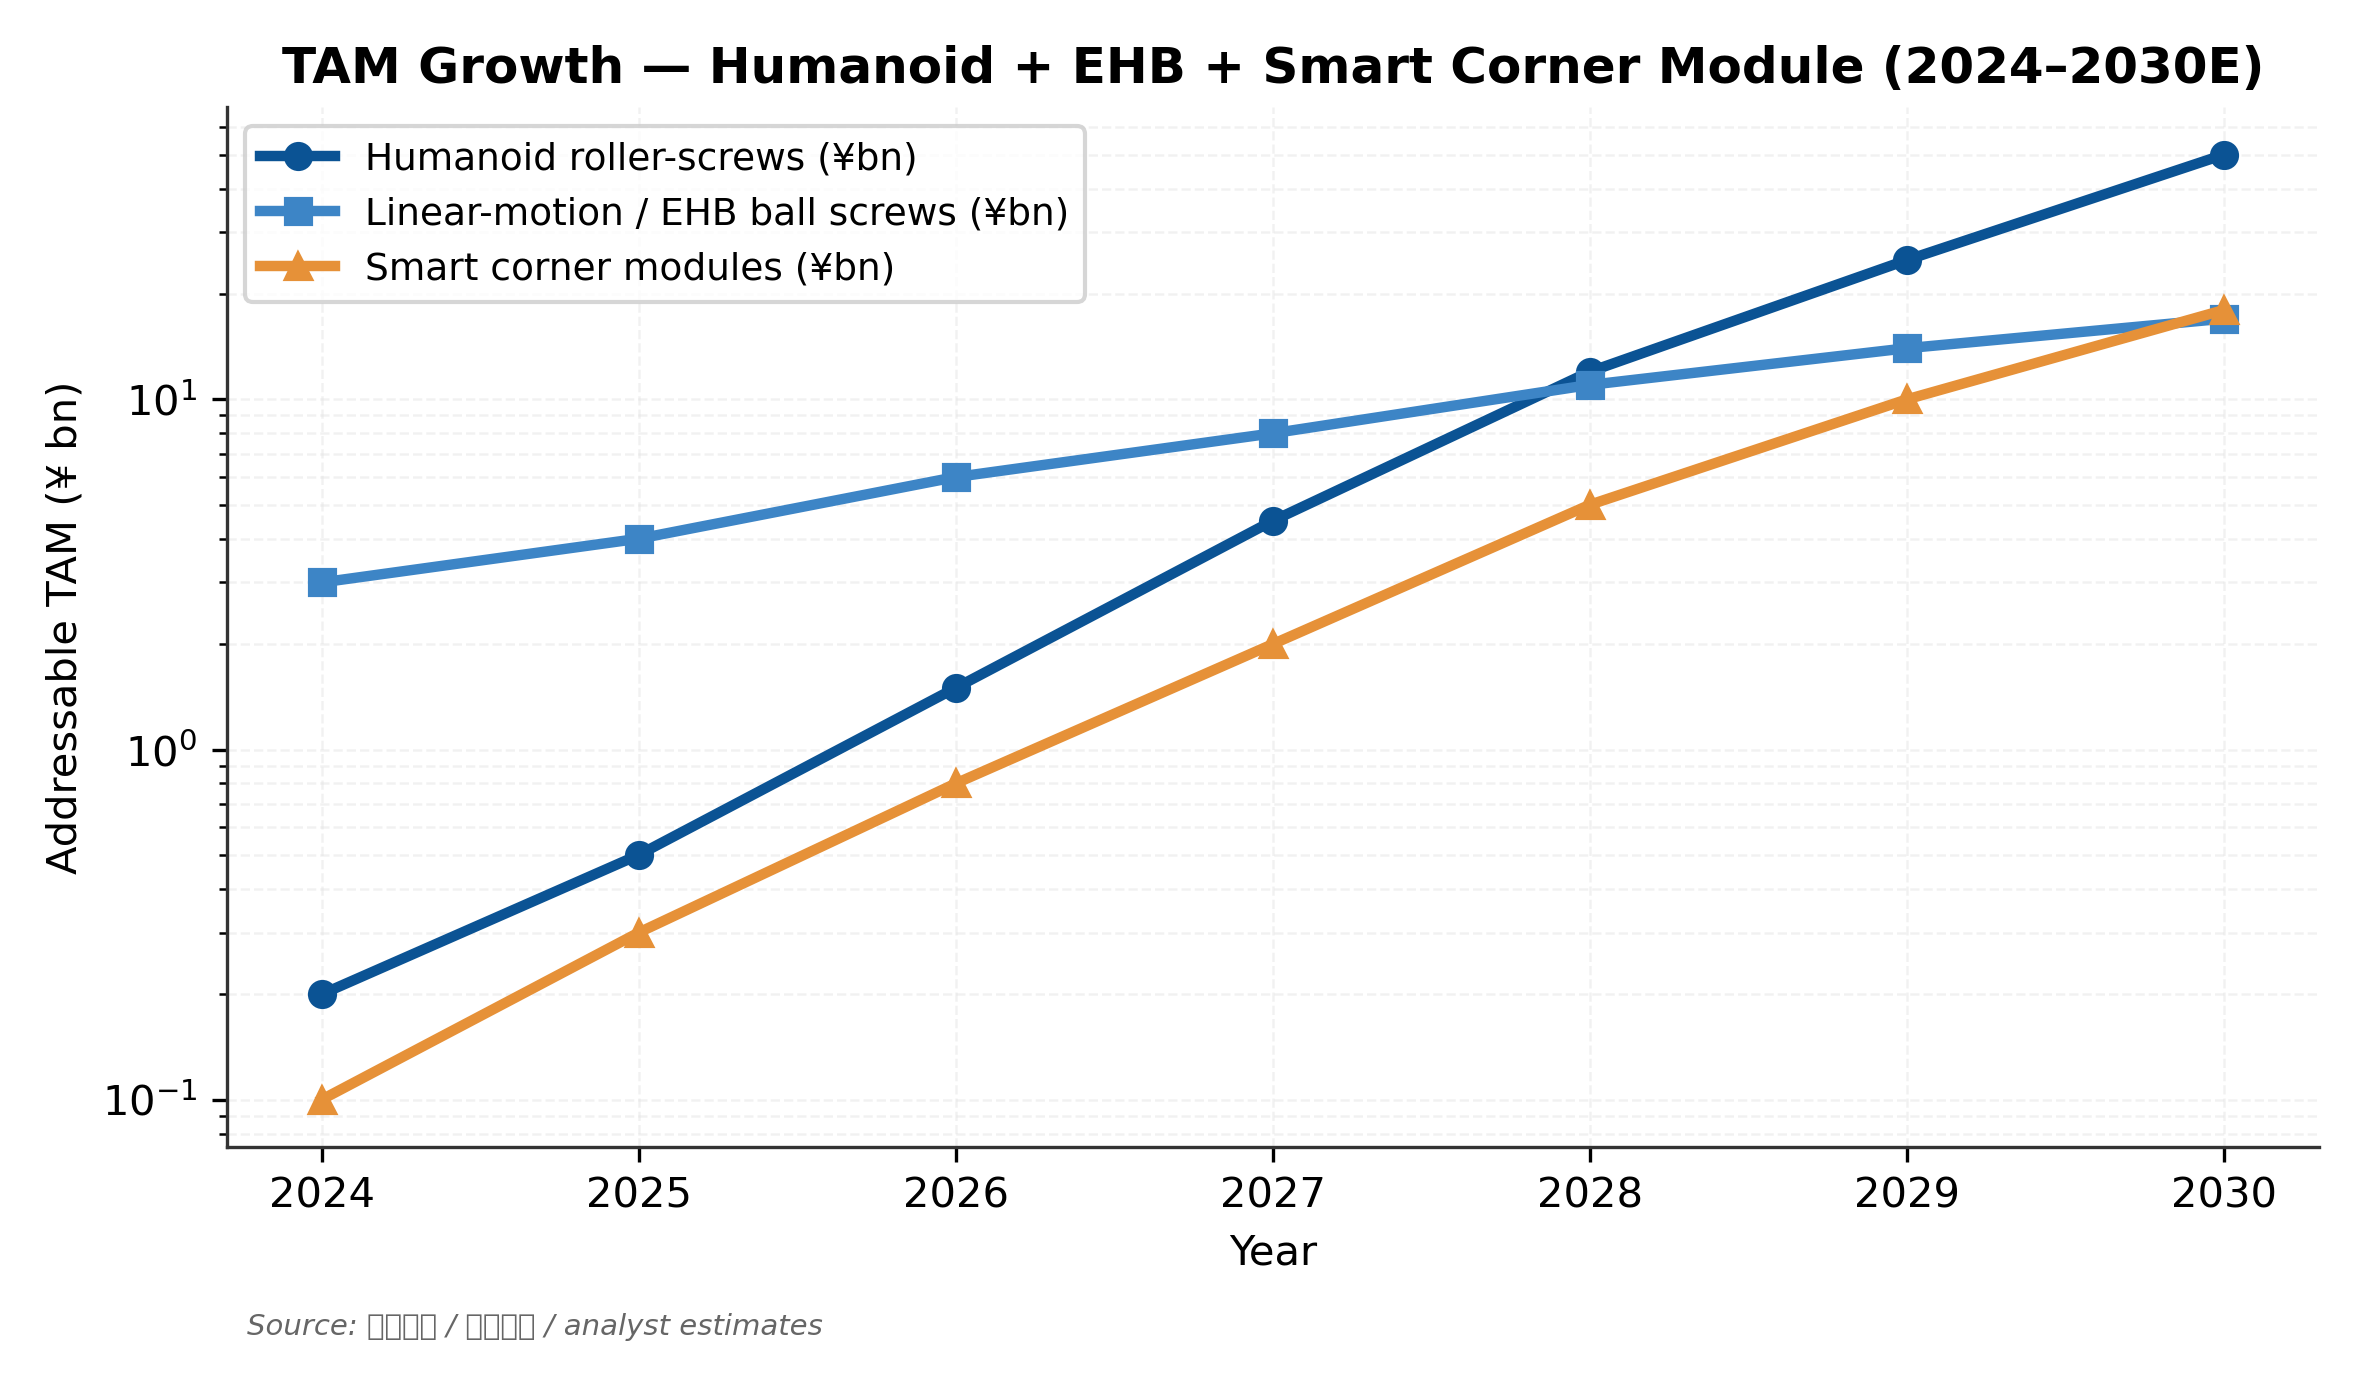 TAM Growth — Humanoid + EHB + Smart Corner Module (2024–2030E)
Humanoid roller-screws (¥bn)
Linear-motion / EHB ball screws (¥bn)
Smart corner modules (¥bn)
Addressable TAM (¥ bn)
10¹
10⁰
10⁻¹
2024 2025 2026 2027 2028 2029 2030
Year
Source: / / analyst estimates